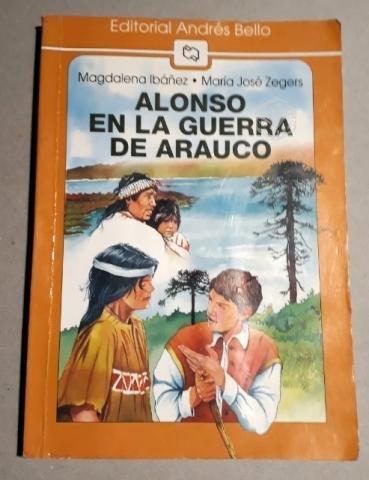 Editorial Andrés Bello
Magdalena Ibáñez • María José Zegers
ALONSO
EN LA GUERRA
DE ARAUCO